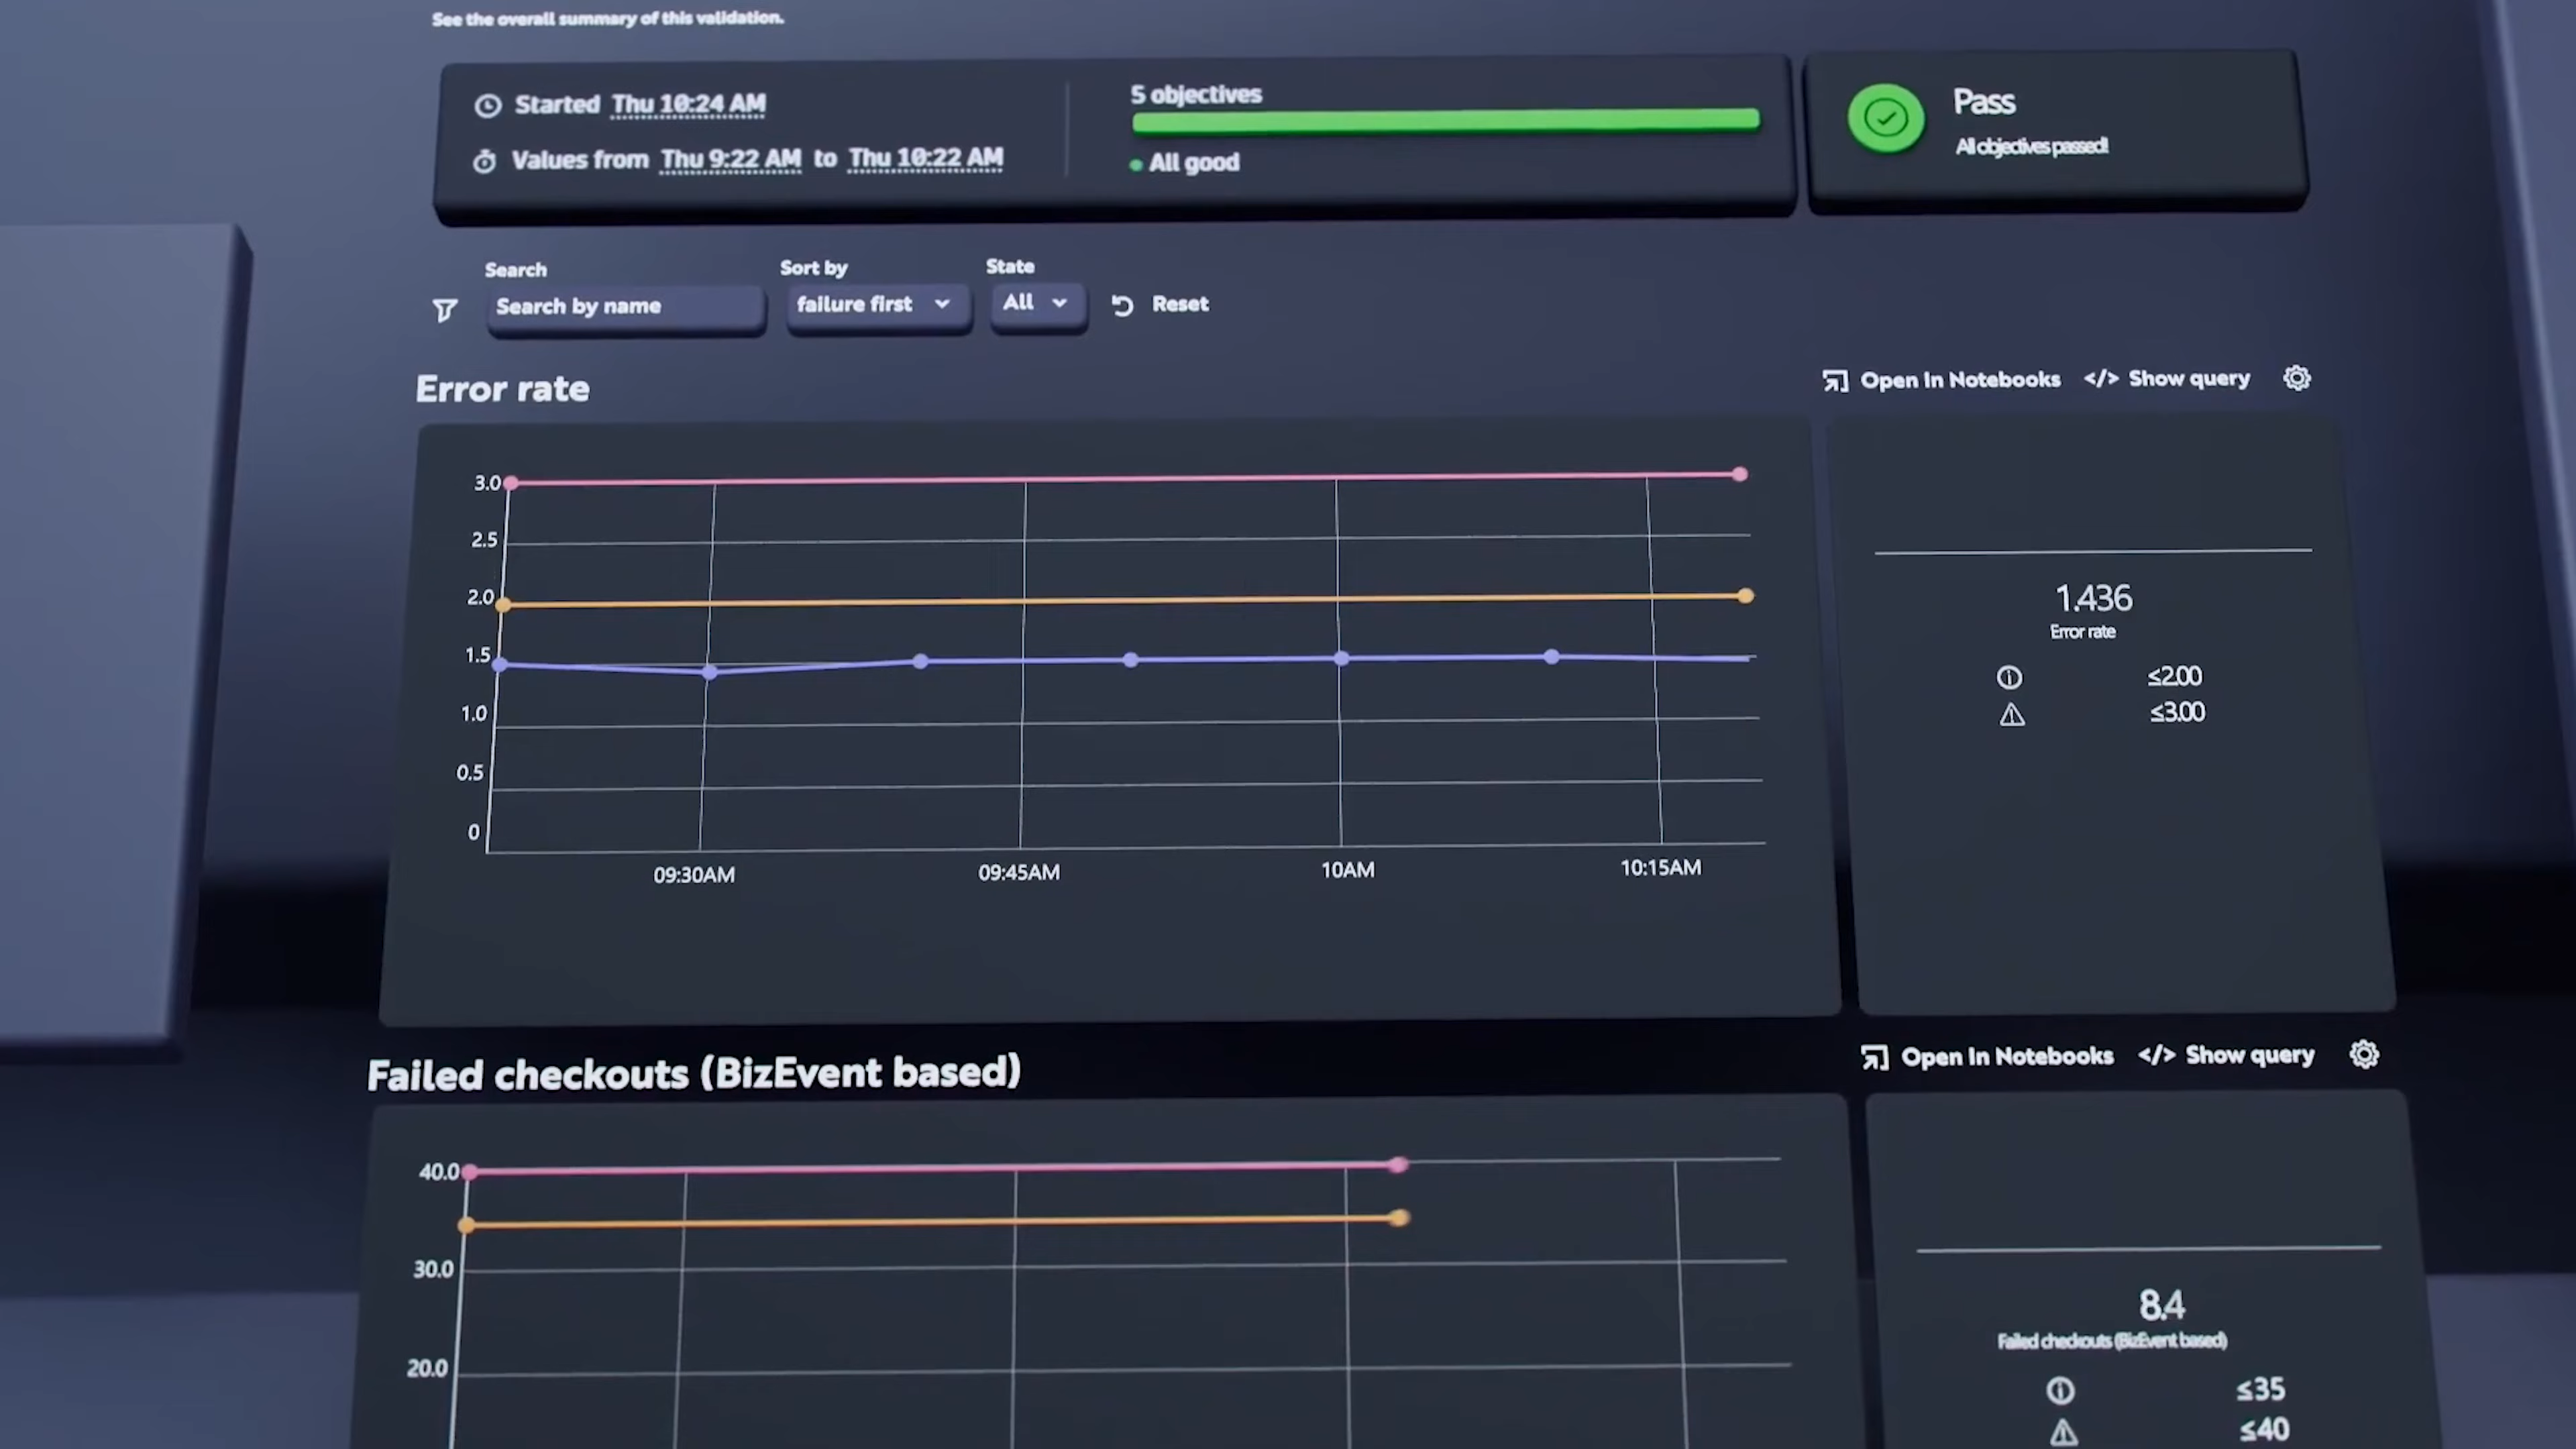 See the overall summary of this validation.
Started Thu 10:24 AM
Values from Thu 9:22 AM to Thu 10:22 AM
5 objectives
All good
Pass
All objectives passed!
Search
Search by name
Sort by
failure first
State
All
Reset
Error rate
Open In Notebooks
</> Show query
3.0
2.5
2.0
1.5
1.0
0.5
0
09:30AM
09:45AM
10AM
10:15AM
1.436
Error rate
≤2.00
≤3.00
Failed checkouts (BizEvent based)
Open In Notebooks
</> Show query
40.0
30.0
20.0
8.4
Failed checkouts (BizEvent based)
≤35
≤40